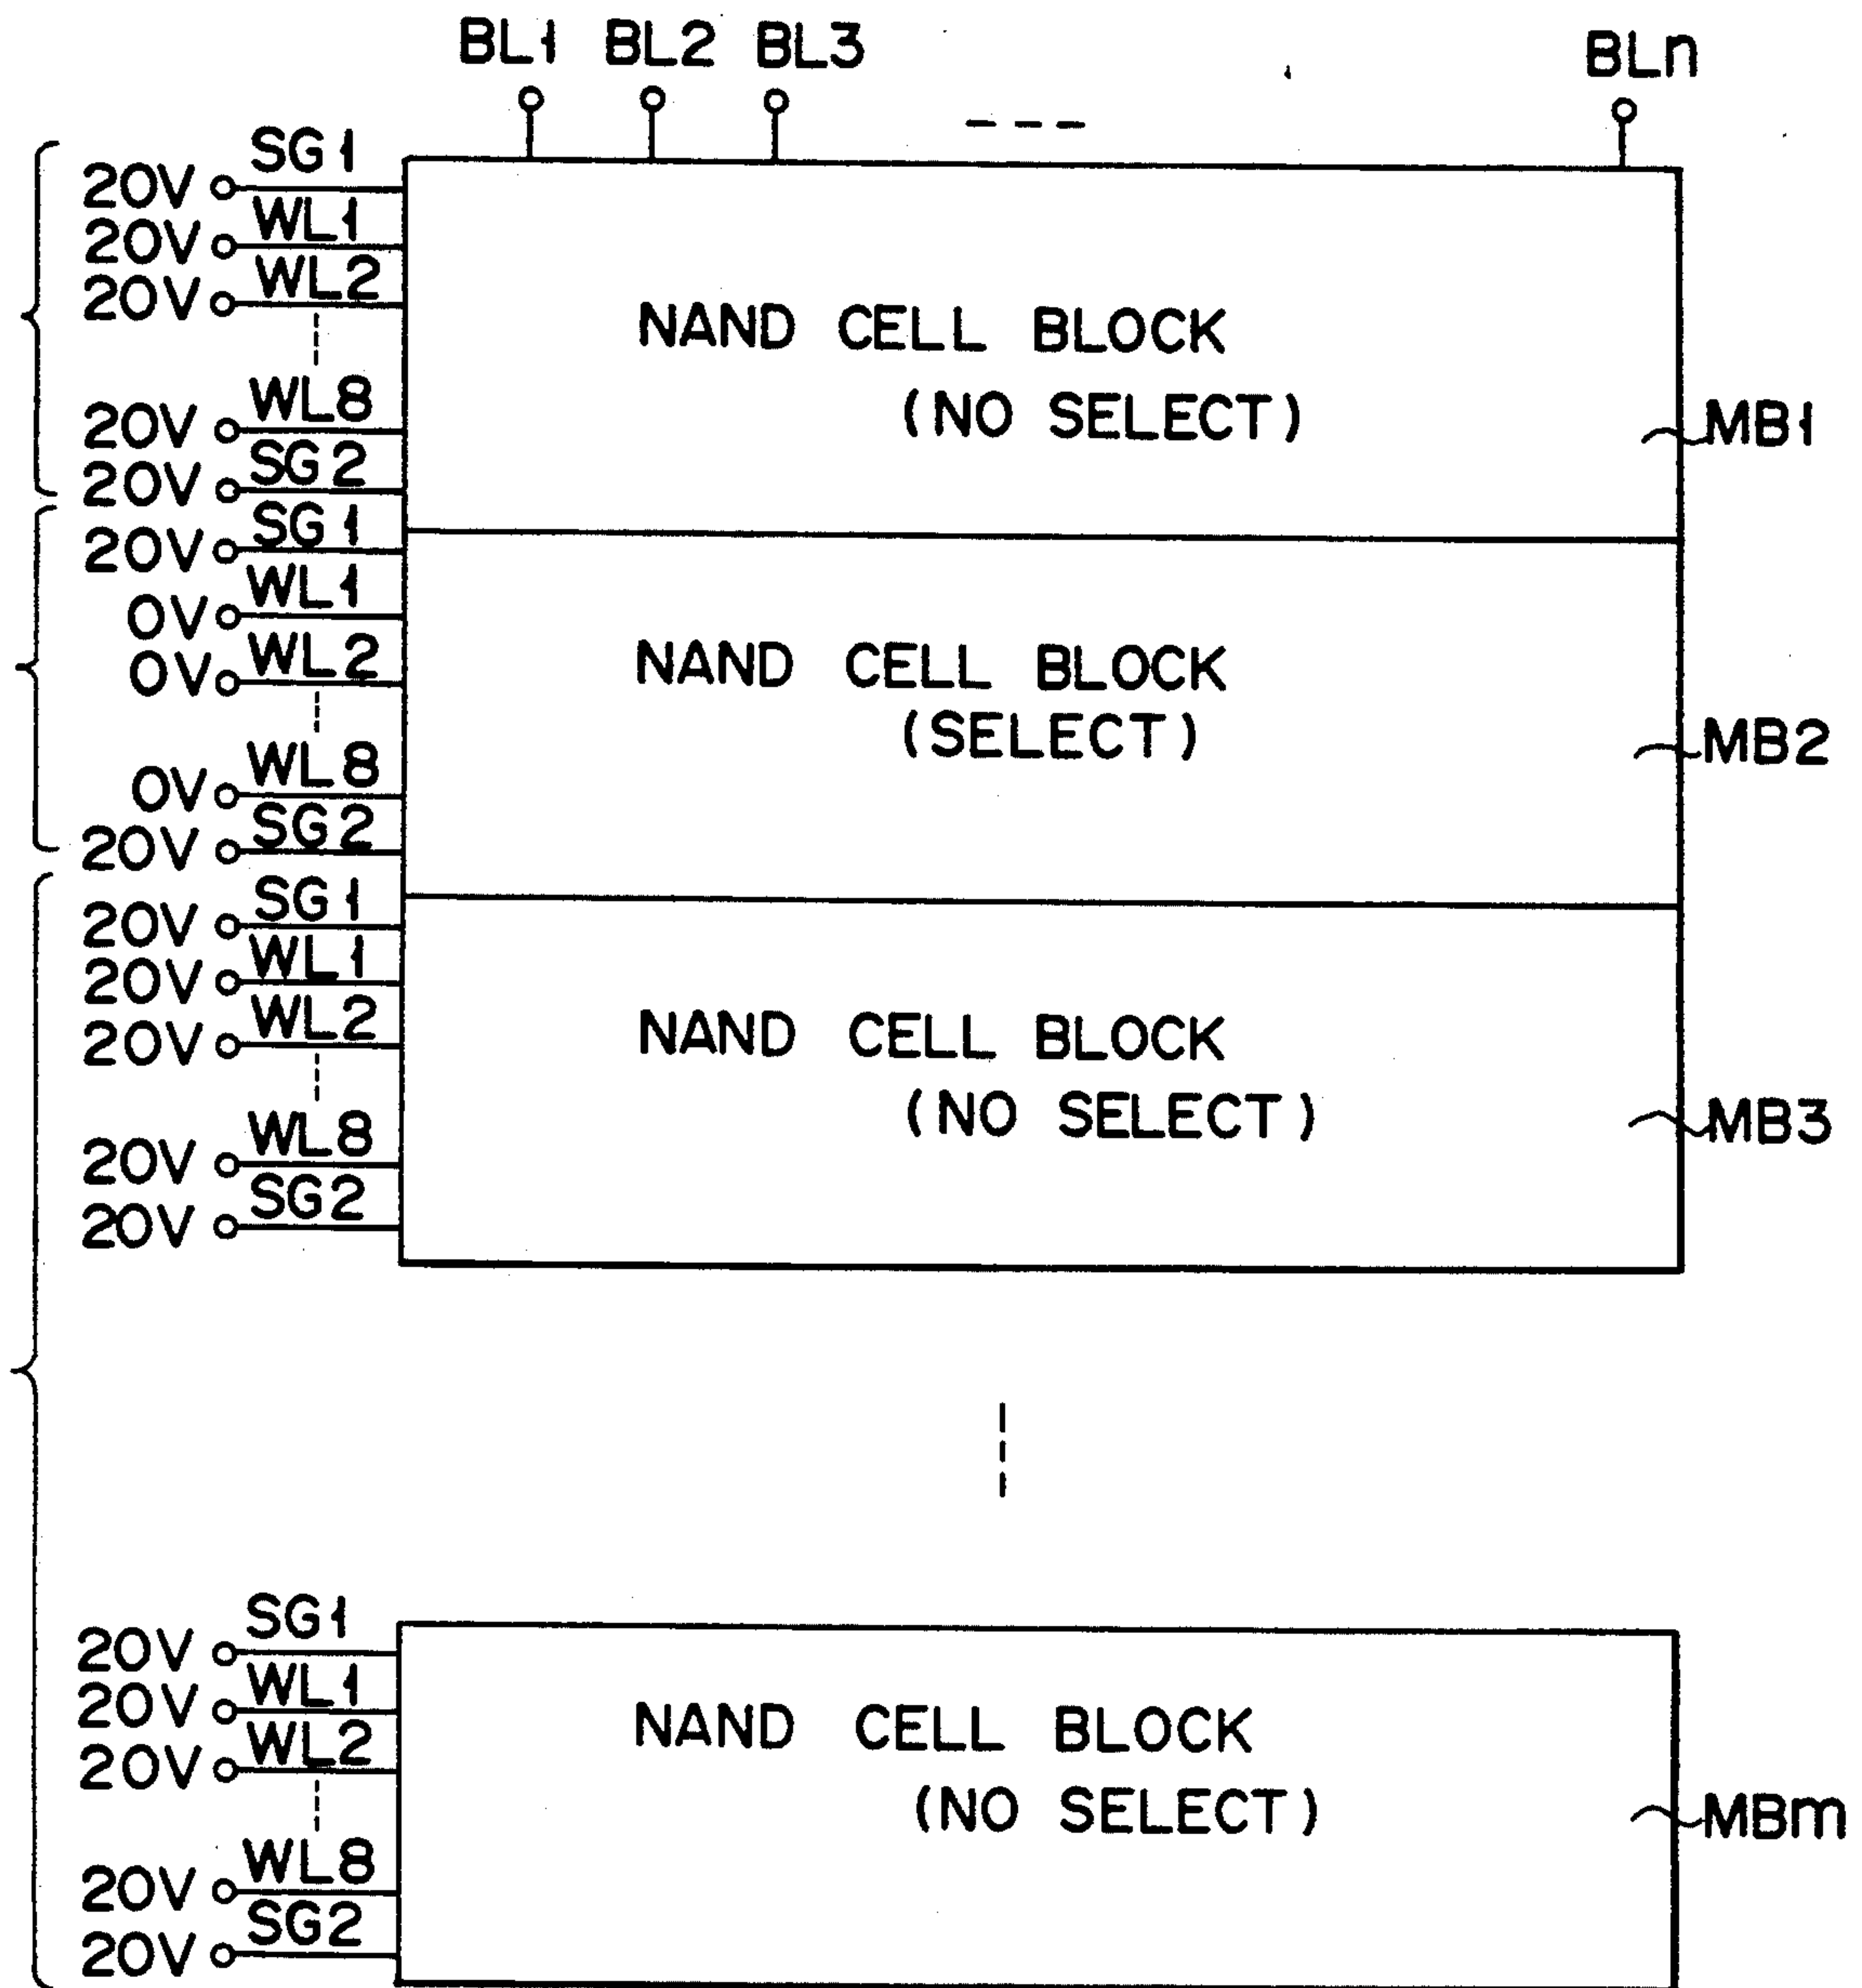 BL1 BL2 BL3 BLn
SG1
20V
WL1
20V
WL2
20V
NAND CELL BLOCK
(NO SELECT)
WL8
20V
MB1
SG2
20V
SG1
20V
WL1
0V
WL2
0V
NAND CELL BLOCK
(SELECT)
MB2
WL8
0V
SG2
20V
SG1
20V
WL1
20V
WL2
20V
NAND CELL BLOCK
(NO SELECT)
MB3
WL8
20V
SG2
20V
SG1
20V
WL1
20V
WL2
20V
NAND CELL BLOCK
(NO SELECT)
MBm
WL8
20V
SG2
20V